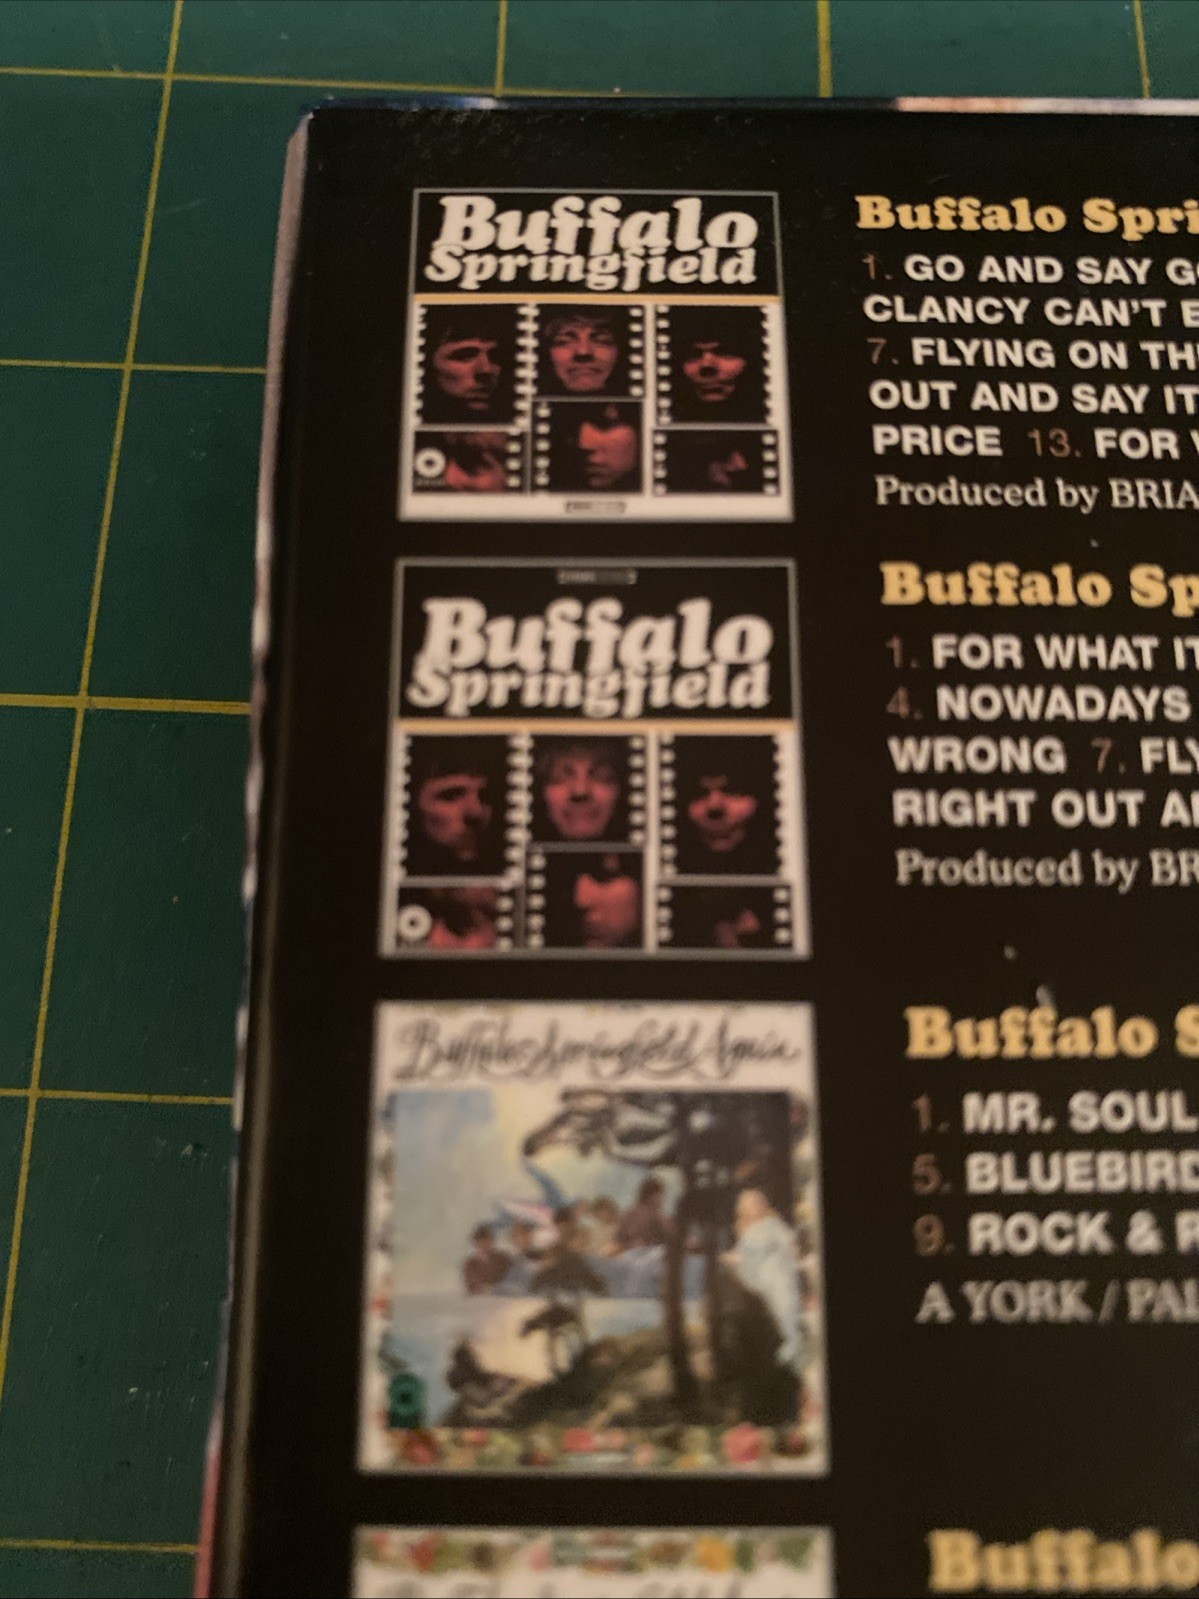 Buffalo
Springfield
Buffalo Spri
1. GO AND SAY GO
CLANCY CAN'T E
7. FLYING ON TH
OUT AND SAY IT
PRICE 13. FOR
Produced by BRIA
Buffalo
Springfield
Buffalo Sp
1. FOR WHAT IT
4. NOWADAYS
WRONG 7. FLY
RIGHT OUT A
Produced by BR
Buffalo Springfield Again
Buffalo S
1. MR. SOUL
5. BLUEBIRD
9. ROCK & R
A YORK / PAL
Buffalo